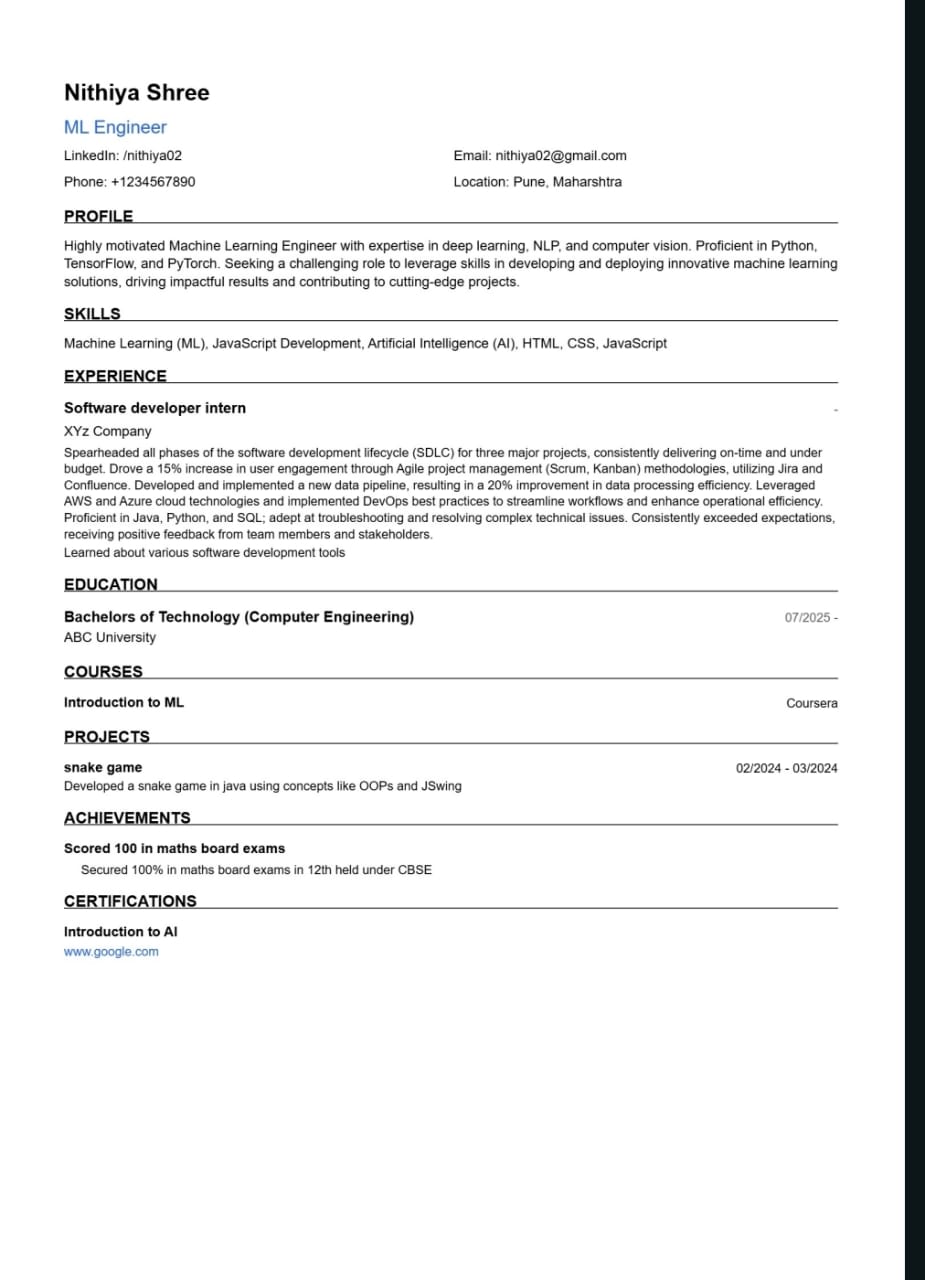 Nithiya Shree
ML Engineer
LinkedIn: /nithiya02 Email: nithiya02@gmail.com
Phone: +1234567890 Location: Pune, Maharshtra
PROFILE
Highly motivated Machine Learning Engineer with expertise in deep learning, NLP, and computer vision. Proficient in Python,
TensorFlow, and PyTorch. Seeking a challenging role to leverage skills in developing and deploying innovative machine learning
solutions, driving impactful results and contributing to cutting-edge projects.
SKILLS
Machine Learning (ML), JavaScript Development, Artificial Intelligence (AI), HTML, CSS, JavaScript
EXPERIENCE
Software developer intern -
XYz Company
Spearheaded all phases of the software development lifecycle (SDLC) for three major projects, consistently delivering on-time and under
budget. Drove a 15% increase in user engagement through Agile project management (Scrum, Kanban) methodologies, utilizing Jira and
Confluence. Developed and implemented a new data pipeline, resulting in a 20% improvement in data processing efficiency. Leveraged
AWS and Azure cloud technologies and implemented DevOps best practices to streamline workflows and enhance operational efficiency.
Proficient in Java, Python, and SQL; adept at troubleshooting and resolving complex technical issues. Consistently exceeded expectations,
receiving positive feedback from team members and stakeholders.
Learned about various software development tools
EDUCATION
Bachelors of Technology (Computer Engineering) 07/2025 -
ABC University
COURSES
Introduction to ML Coursera
PROJECTS
snake game 02/2024 - 03/2024
Developed a snake game in java using concepts like OOPs and JSwing
ACHIEVEMENTS
Scored 100 in maths board exams
Secured 100% in maths board exams in 12th held under CBSE
CERTIFICATIONS
Introduction to AI
www.google.com